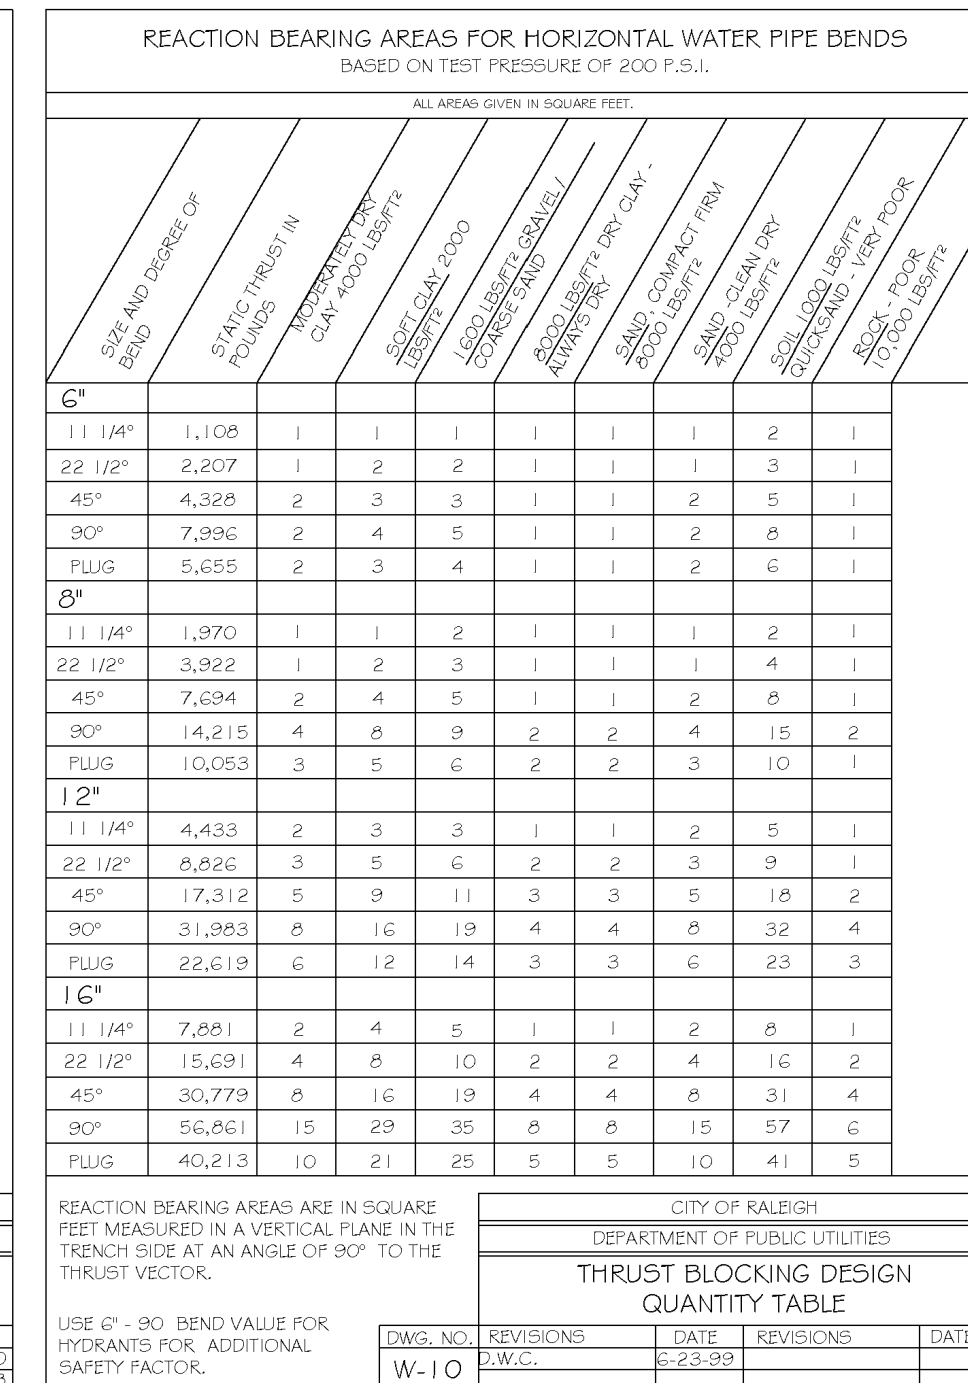 REACTION BEARING AREAS FOR HORIZONTAL WATER PIPE BENDS
BASED ON TEST PRESSURE OF 200 P.S.I.
ALL AREAS GIVEN IN SQUARE FEET.
SIZE AND DEGREE OF
BEND
STATIC THRUST IN
POUNDS
MODERATELY DRY
CLAY 4000 LBS/FT²
SOFT CLAY 2000
LBS/FT²
1600 LBS/FT² GRAVEL/
COARSE SAND
8000 LBS/FT² DRY CLAY -
ALWAYS DRY
SAND, COMPACT FIRM
8000 LBS/FT²
SAND - CLEAN DRY
4000 LBS/FT²
SOIL 1000 LBS/FT²
QUICKSAND - VERY POOR
ROCK - POOR
10,000 LBS/FT²
6"
11 1/4° 1,108 1 1 1 1 1 1 2 1
22 1/2° 2,207 1 2 2 1 1 1 3 1
45° 4,328 2 3 3 1 1 2 5 1
90° 7,996 2 4 5 1 1 2 8 1
PLUG 5,655 2 3 4 1 1 2 6 1
8"
11 1/4° 1,970 1 1 2 1 1 1 2 1
22 1/2° 3,922 1 2 3 1 1 1 4 1
45° 7,694 2 4 5 1 1 2 8 1
90° 14,215 4 8 9 2 2 4 15 2
PLUG 10,053 3 5 6 2 2 3 10 1
12"
11 1/4° 4,433 2 3 3 1 1 2 5 1
22 1/2° 8,826 3 5 6 2 2 3 9 1
45° 17,312 5 9 11 3 3 5 18 2
90° 31,983 8 16 19 4 4 8 32 4
PLUG 22,619 6 12 14 3 3 6 23 3
16"
11 1/4° 7,881 2 4 5 1 1 2 8 1
22 1/2° 15,691 4 8 10 2 2 4 16 2
45° 30,779 8 16 19 4 4 8 31 4
90° 56,861 15 29 35 8 8 15 57 6
PLUG 40,213 10 21 25 5 5 10 41 5
REACTION BEARING AREAS ARE IN SQUARE
FEET MEASURED IN A VERTICAL PLANE IN THE
TRENCH SIDE AT AN ANGLE OF 90° TO THE
THRUST VECTOR.
USE 6" - 90 BEND VALUE FOR
HYDRANTS FOR ADDITIONAL
SAFETY FACTOR.
CITY OF RALEIGH
DEPARTMENT OF PUBLIC UTILITIES
THRUST BLOCKING DESIGN
QUANTITY TABLE
DWG. NO. REVISIONS DATE REVISIONS DATE
W-10 D.W.C. 6-23-99